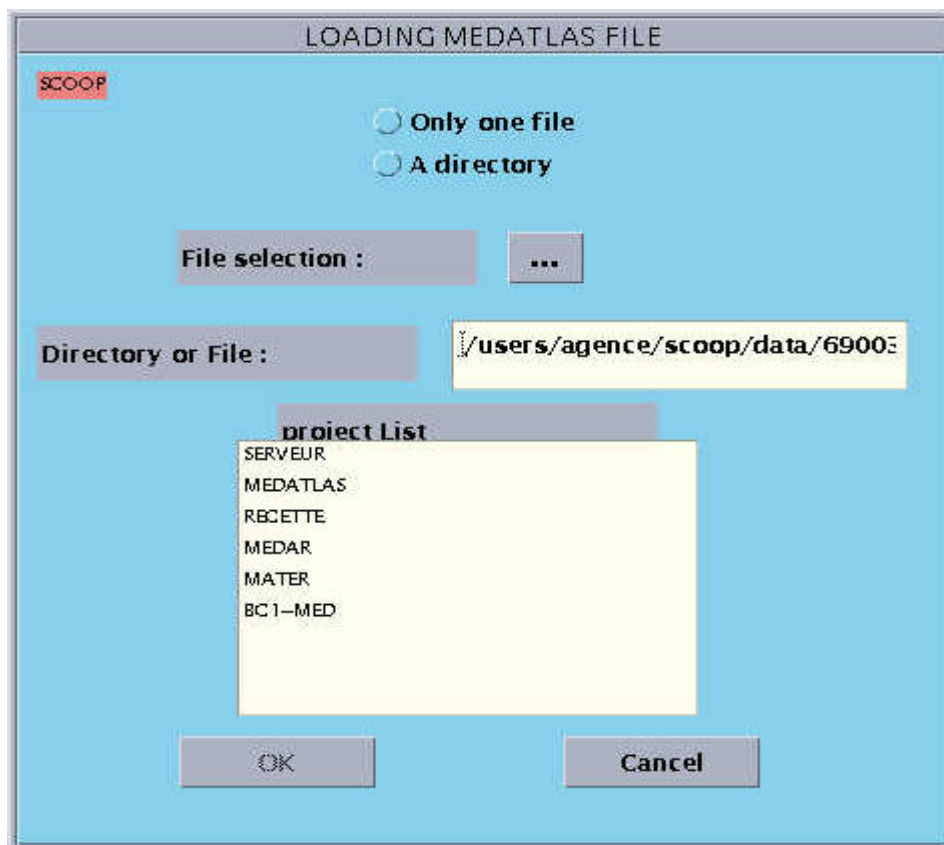 LOADING MEDATLAS FILE
SCOOP
Only one file
A directory
File selection :
...
Directory or File :
/users/agence/scoop/data/69003
project List
SERVEUR
MEDATLAS
RECETTE
MEDAR
MATER
BC1-MED
OK
Cancel